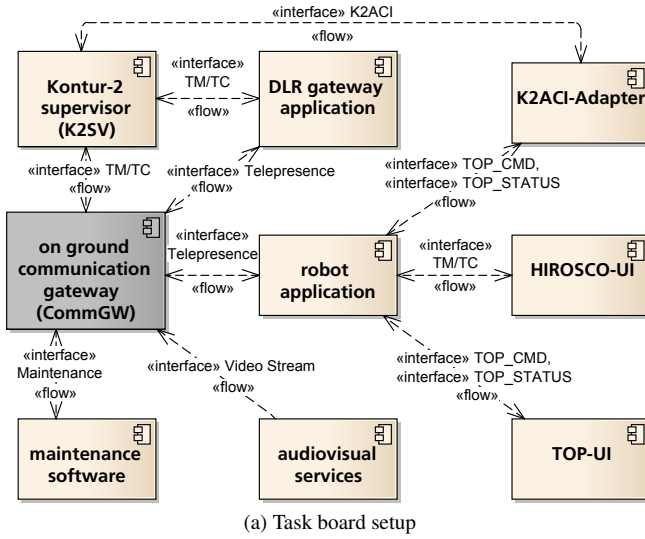 «interface» K2ACI
«flow»
Kontur-2
supervisor
(K2SV)
«interface»
TM/TC
«flow»
DLR gateway
application
K2ACI-Adapter
«interface» TM/TC
«flow»
«interface» Telepresence
«flow»
«interface» TOP_CMD,
«interface» TOP_STATUS
«flow»
on ground
communication
gateway
(CommGW)
«interface»
Telepresence
«flow»
robot
application
«interface»
TM/TC
«flow»
HIROSCO-UI
«interface»
Maintenance
«flow»
«interface» Video Stream
«flow»
«interface» TOP_CMD,
«interface» TOP_STATUS
«flow»
maintenance
software
audiovisual
services
TOP-UI
(a) Task board setup